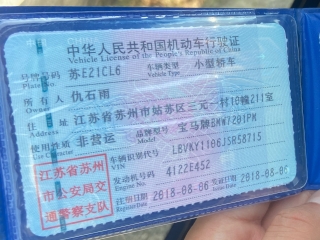 中华人民共和国机动车行驶证
Vehicle License of the People's Republic of China
号牌号码 苏E21CL6 车辆类型 小型轿车
Plate No. Vehicle Type
所有人 仇石雨
Owner
住址 江苏省苏州市姑苏区三元一村10幢211室
Address
使用性质 非营运 品牌型号 宝马牌BMW7201PM
Use Character Model
江苏省苏州 车辆识别代号 LBVKY1106JSR58715
VIN
市公安局交 发动机号码 4122E45Z
Engine No.
通警察支队 注册日期 2018-08-06 发证日期 2018-08-06
Register Date Issue Date